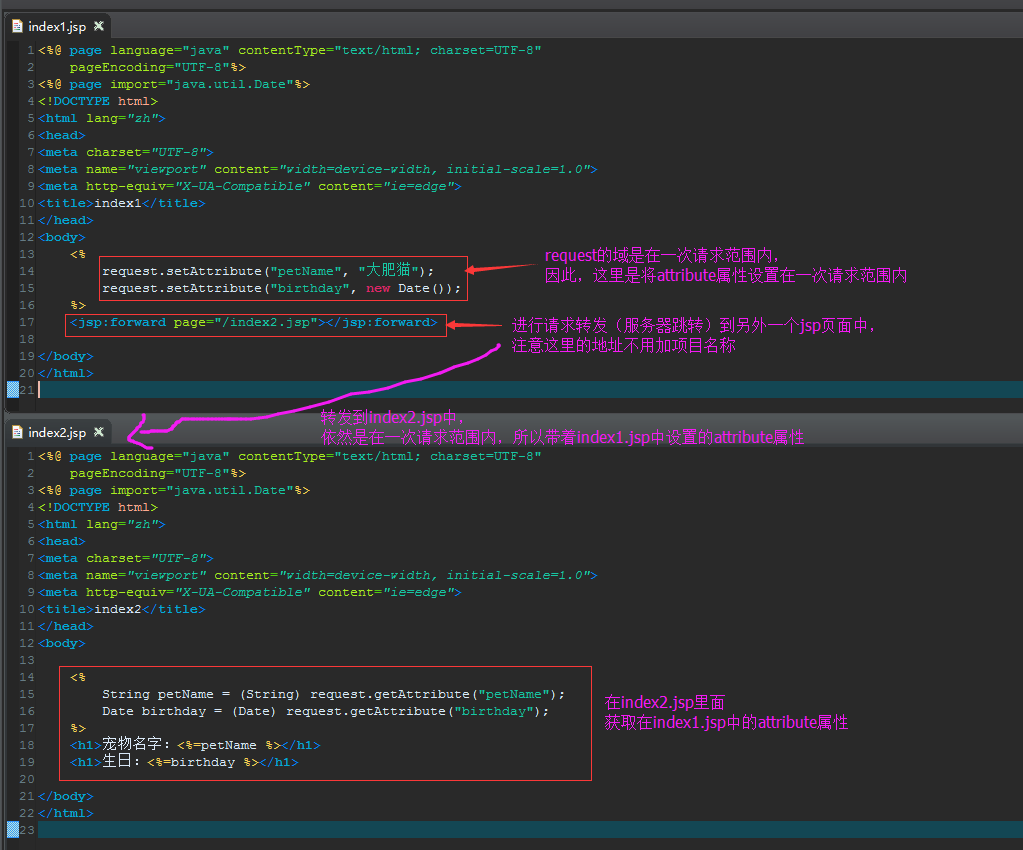 index1.jsp
1<%@ page language="java" contentType="text/html; charset=UTF-8"
2    pageEncoding="UTF-8"%>
3<%@ page import="java.util.Date"%>
4<!DOCTYPE html>
5<html lang="zh">
6<head>
7<meta charset="UTF-8">
8<meta name="viewport" content="width=device-width, initial-scale=1.0">
9<meta http-equiv="X-UA-Compatible" content="ie=edge">
10<title>index1</title>
11</head>
12<body>
13    <%
14        request.setAttribute("petName", "大肥猫");
15        request.setAttribute("birthday", new Date());
16    %>
17    <jsp:forward page="/index2.jsp"></jsp:forward>
18
19</body>
20</html>
21
request的域是在一次请求范围内，
因此，这里是将attribute属性设置在一次请求范围内
进行请求转发（服务器跳转）到另外一个jsp页面中，
注意这里的地址不用加项目名称
转发到index2.jsp中，
依然是在一次请求范围内，所以带着index1.jsp中设置的attribute属性
index2.jsp
1<%@ page language="java" contentType="text/html; charset=UTF-8"
2    pageEncoding="UTF-8"%>
3<%@ page import="java.util.Date"%>
4<!DOCTYPE html>
5<html lang="zh">
6<head>
7<meta charset="UTF-8">
8<meta name="viewport" content="width=device-width, initial-scale=1.0">
9<meta http-equiv="X-UA-Compatible" content="ie=edge">
10<title>index2</title>
11</head>
12<body>
13
14    <%
15        String petName = (String) request.getAttribute("petName");
16        Date birthday = (Date) request.getAttribute("birthday");
17    %>
18    <h1>宠物名字：<%=petName %></h1>
19    <h1>生日：<%=birthday %></h1>
20
21</body>
22</html>
23
在index2.jsp里面
获取在index1.jsp中的attribute属性